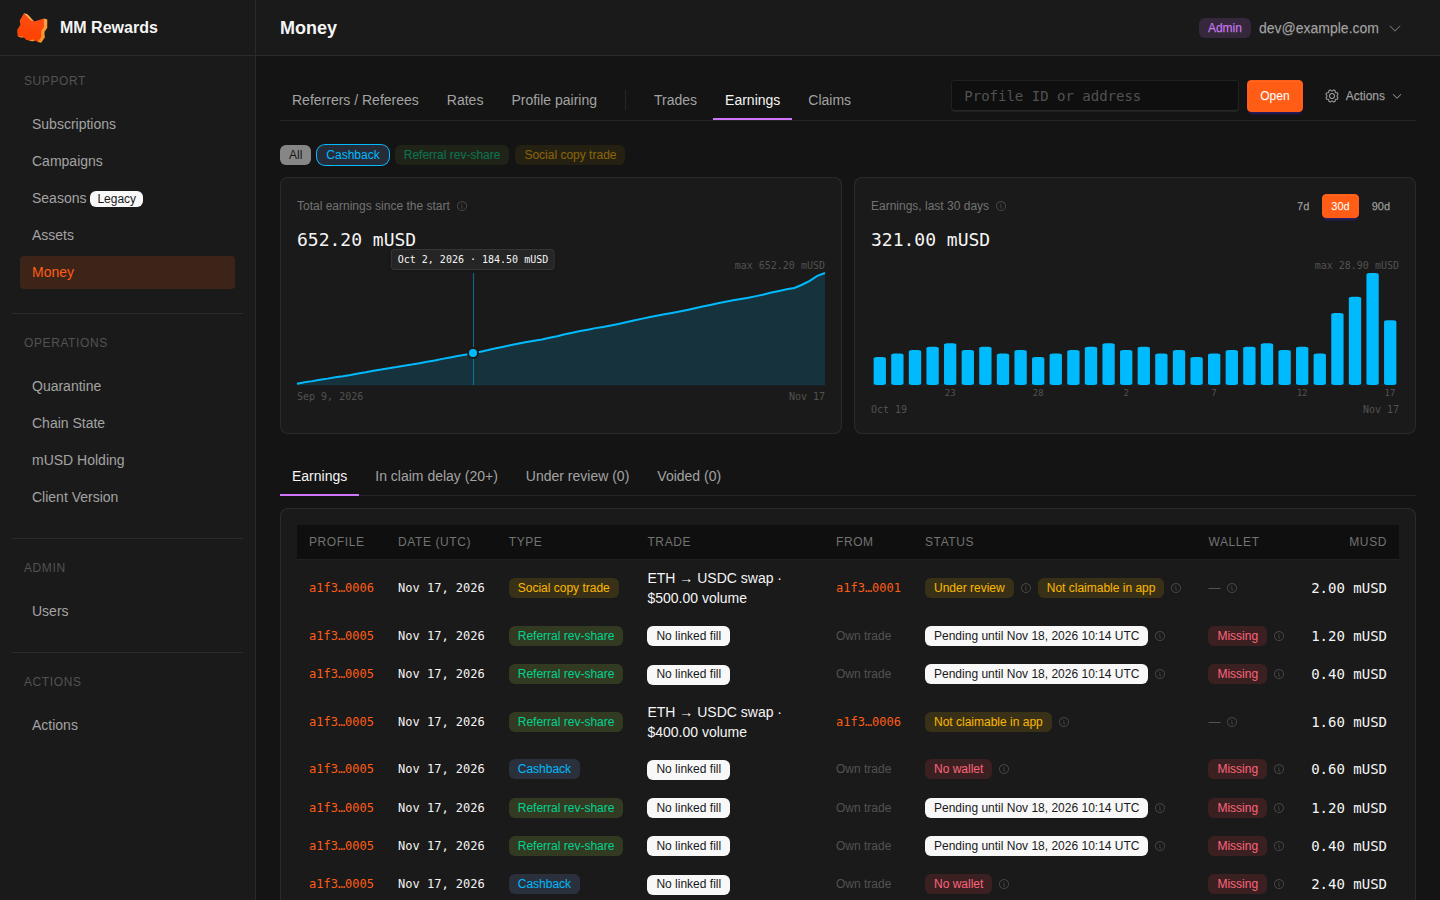 MM Rewards
Money
Admin dev@example.com
SUPPORT
Subscriptions
Campaigns
Seasons Legacy
Assets
Money
OPERATIONS
Quarantine
Chain State
mUSD Holding
Client Version
ADMIN
Users
ACTIONS
Actions
Referrers / Referees Rates Profile pairing Trades Earnings Claims
Profile ID or address Open Actions
All Cashback Referral rev-share Social copy trade
Total earnings since the start
652.20 mUSD
Oct 2, 2026 · 184.50 mUSD
max 652.20 mUSD
Sep 9, 2026 Nov 17
Earnings, last 30 days 7d 30d 90d
321.00 mUSD
max 28.90 mUSD
23 28 2 7 12 17
Oct 19 Nov 17
Earnings In claim delay (20+) Under review (0) Voided (0)
PROFILE DATE (UTC) TYPE TRADE FROM STATUS WALLET MUSD
a1f3…0006 Nov 17, 2026 Social copy trade ETH → USDC swap · a1f3…0001 Under review Not claimable in app — 2.00 mUSD
$500.00 volume
a1f3…0005 Nov 17, 2026 Referral rev-share No linked fill Own trade Pending until Nov 18, 2026 10:14 UTC Missing 1.20 mUSD
a1f3…0005 Nov 17, 2026 Referral rev-share No linked fill Own trade Pending until Nov 18, 2026 10:14 UTC Missing 0.40 mUSD
a1f3…0005 Nov 17, 2026 Referral rev-share ETH → USDC swap · a1f3…0006 Not claimable in app — 1.60 mUSD
$400.00 volume
a1f3…0005 Nov 17, 2026 Cashback No linked fill Own trade No wallet Missing 0.60 mUSD
a1f3…0005 Nov 17, 2026 Referral rev-share No linked fill Own trade Pending until Nov 18, 2026 10:14 UTC Missing 1.20 mUSD
a1f3…0005 Nov 17, 2026 Referral rev-share No linked fill Own trade Pending until Nov 18, 2026 10:14 UTC Missing 0.40 mUSD
a1f3…0005 Nov 17, 2026 Cashback No linked fill Own trade No wallet Missing 2.40 mUSD